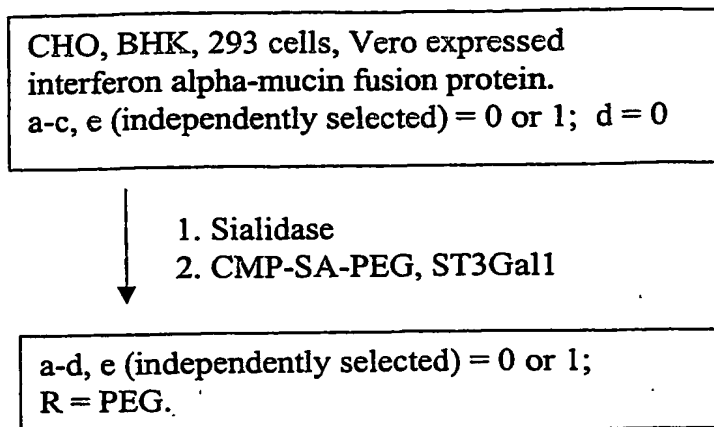 CHO, BHK, 293 cells, Vero expressed
interferon alpha-mucin fusion protein.
a-c, e (independently selected) = 0 or 1; d = 0
1. Sialidase
2. CMP-SA-PEG, ST3Gal1
a-d, e (independently selected) = 0 or 1;
R = PEG.